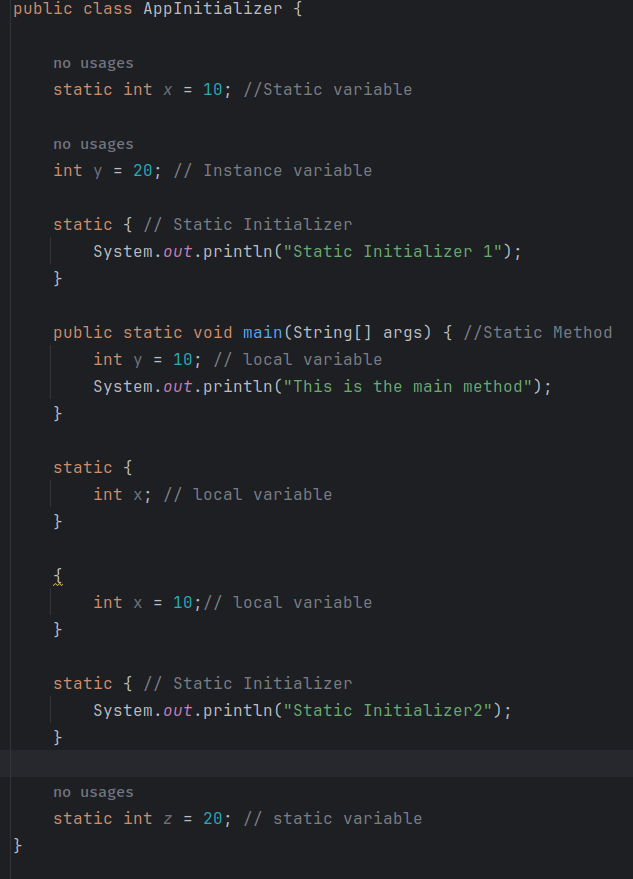 public class AppInitializer {
no usages
static int x = 10; //Static variable
no usages
int y = 20; // Instance variable
static { // Static Initializer
System.out.println("Static Initializer 1");
}
public static void main(String[] args) { //Static Method
int y = 10; // local variable
System.out.println("This is the main method");
}
static {
int x; // local variable
}
{
int x = 10;// local variable
}
static { // Static Initializer
System.out.println("Static Initializer2");
}
no usages
static int z = 20; // static variable
}